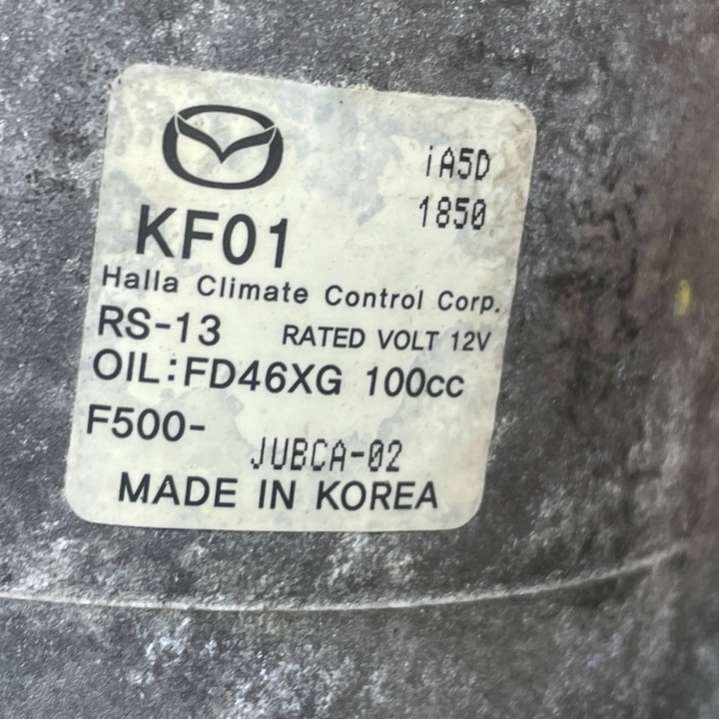 iA5D
1850
KF01
Halla Climate Control Corp.
RS-13 RATED VOLT 12V
OIL:FD46XG 100cc
F500-
JUBCA-02
MADE IN KOREA